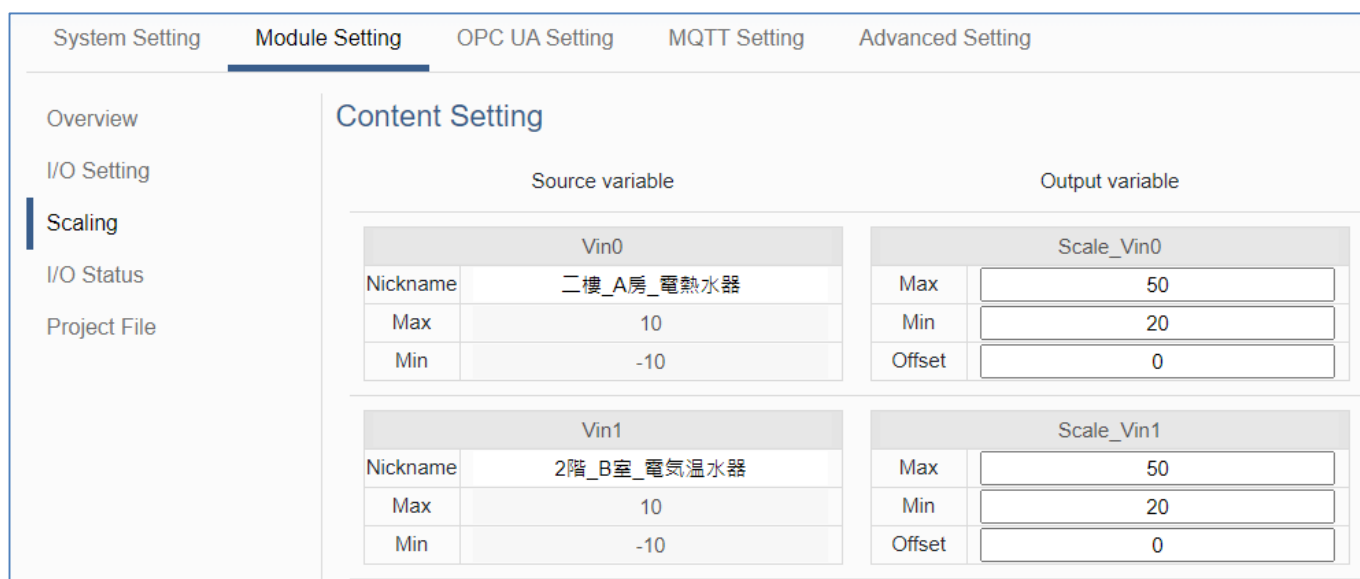 System Setting Module Setting OPC UA Setting MQTT Setting Advanced Setting
Overview
I/O Setting
Scaling
I/O Status
Project File
Content Setting
Source variable Output variable
Vin0 Scale_Vin0
Nickname 二樓_A房_電熱水器 Max 50
Max 10 Min 20
Min -10 Offset 0
Vin1 Scale_Vin1
Nickname 2階_B室_電気温水器 Max 50
Max 10 Min 20
Min -10 Offset 0